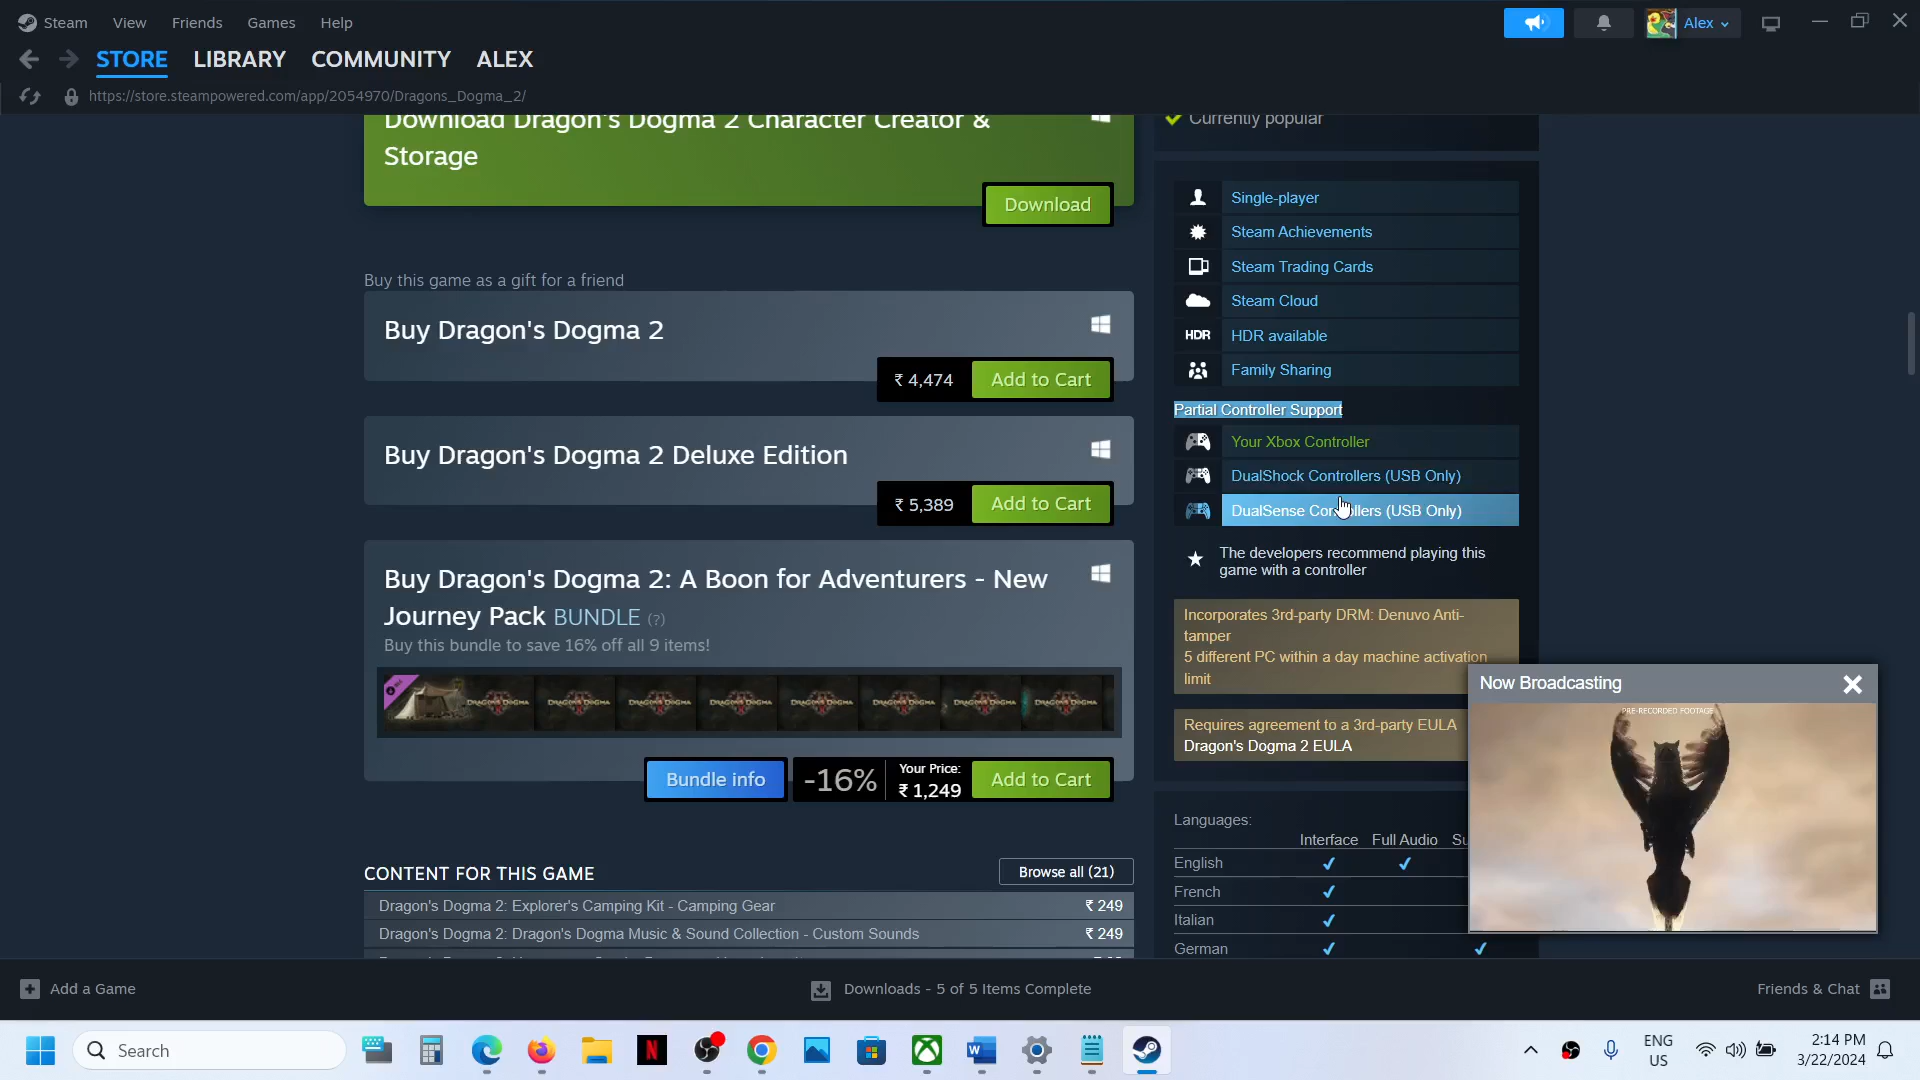 Steam View Friends Games Help
Alex
STORE LIBRARY COMMUNITY ALEX
https://store.steampowered.com/app/2054970/Dragons_Dogma_2/
Download Dragon's Dogma 2 Character Creator &
Storage
Download
Buy this game as a gift for a friend
Buy Dragon's Dogma 2
₹ 4,474 Add to Cart
Buy Dragon's Dogma 2 Deluxe Edition
₹ 5,389 Add to Cart
Buy Dragon's Dogma 2: A Boon for Adventurers - New
Journey Pack BUNDLE (?)
Buy this bundle to save 16% off all 9 items!
Bundle info -16% Your Price:
₹ 1,249 Add to Cart
CONTENT FOR THIS GAME Browse all (21)
Dragon's Dogma 2: Explorer's Camping Kit - Camping Gear ₹ 249
Dragon's Dogma 2: Dragon's Dogma Music & Sound Collection - Custom Sounds ₹ 249
Currently popular
Single-player
Steam Achievements
Steam Trading Cards
Steam Cloud
HDR HDR available
Family Sharing
Partial Controller Support
Your Xbox Controller
DualShock Controllers (USB Only)
DualSense Controllers (USB Only)
The developers recommend playing this
game with a controller
Incorporates 3rd-party DRM: Denuvo Anti-
tamper
5 different PC within a day machine activation
limit
Requires agreement to a 3rd-party EULA
Dragon's Dogma 2 EULA
Languages:
Interface Full Audio Su
English
French
Italian
German
Now Broadcasting
PRE-RECORDED FOOTAGE
Add a Game
Downloads - 5 of 5 Items Complete
Friends & Chat
Search
ENG
US
2:14 PM
3/22/2024